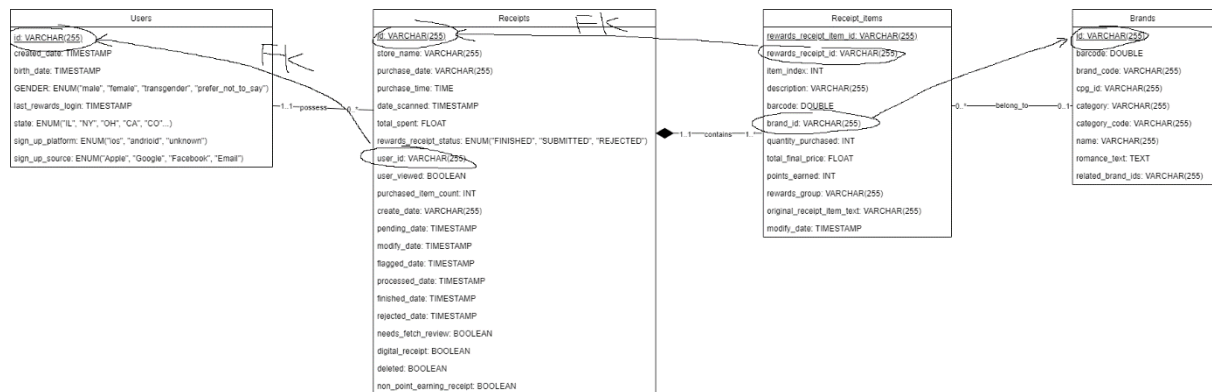 Users
id: VARCHAR(255)
created_date: TIMESTAMP
birth_date: TIMESTAMP
GENDER: ENUM("male", "female", "transgender", "prefer_not_to_say")
last_rewards_login: TIMESTAMP
state: ENUM("IL", "NY", "OH", "CA", "CO"...)
sign_up_platform: ENUM("ios", "andrioid", "unknown")
sign_up_source: ENUM("Apple", "Google", "Facebook", "Email")
FK
1..1 possess 0..*
Receipts
id: VARCHAR(255)
store_name: VARCHAR(255)
purchase_date: VARCHAR(255)
purchase_time: TIME
date_scanned: TIMESTAMP
total_spent: FLOAT
rewards_receipt_status: ENUM("FINISHED", "SUBMITTED", "REJECTED")
user_id: VARCHAR(255)
user_viewed: BOOLEAN
purchased_item_count: INT
create_date: VARCHAR(255)
pending_date: TIMESTAMP
modify_date: TIMESTAMP
flagged_date: TIMESTAMP
processed_date: TIMESTAMP
finished_date: TIMESTAMP
rejected_date: TIMESTAMP
needs_fetch_review: BOOLEAN
digital_receipt: BOOLEAN
deleted: BOOLEAN
non_point_earning_receipt: BOOLEAN
FK
1..1 contains 1..*
Receipt_items
rewards_receipt_item_id: VARCHAR(255)
rewards_receipt_id: VARCHAR(255)
item_index: INT
description: VARCHAR(255)
barcode: DOUBLE
brand_id: VARCHAR(255)
quantity_purchased: INT
total_final_price: FLOAT
points_earned: INT
rewards_group: VARCHAR(255)
original_receipt_item_text: VARCHAR(255)
modify_date: TIMESTAMP
0..* belong_to 0..*
Brands
id: VARCHAR(255)
barcode: DOUBLE
brand_code: VARCHAR(255)
cpg_id: VARCHAR(255)
category: VARCHAR(255)
category_code: VARCHAR(255)
name: VARCHAR(255)
romance_text: TEXT
related_brand_ids: VARCHAR(255)